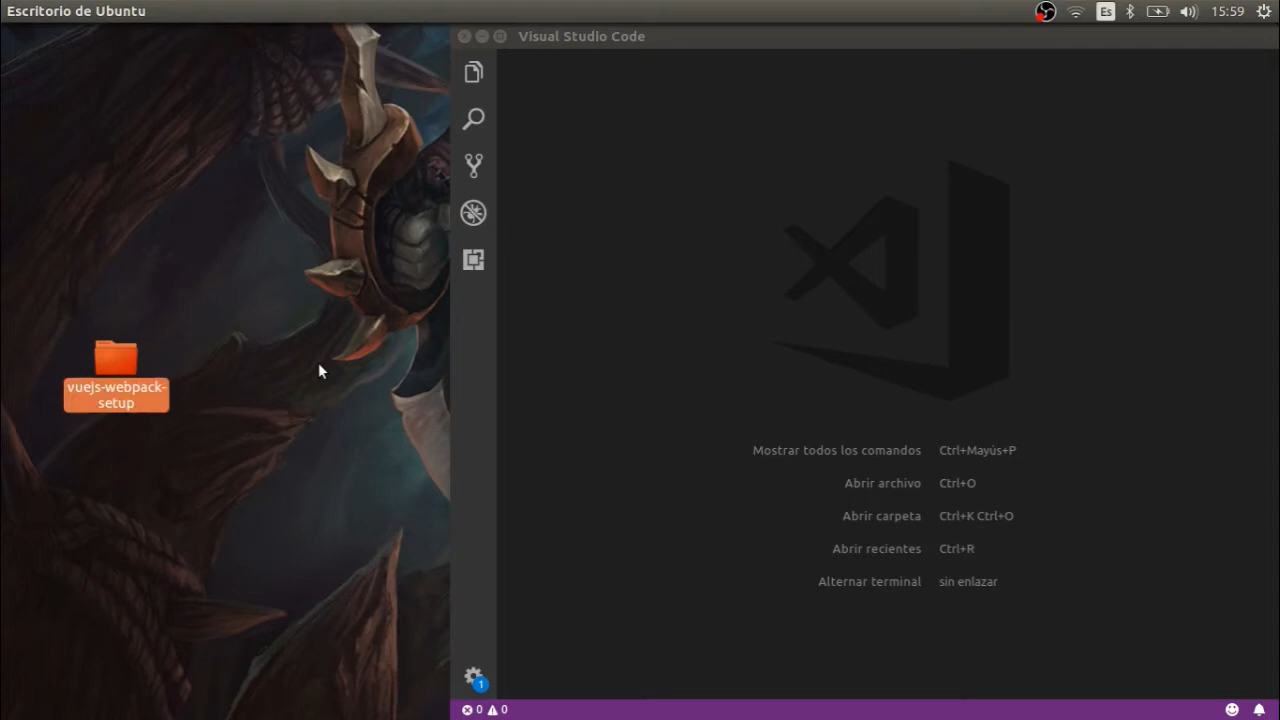 Escritorio de Ubuntu
Es
15:59
Visual Studio Code
vuejs-webpack-
setup
Mostrar todos los comandos Ctrl+Mayús+P
Abrir archivo Ctrl+O
Abrir carpeta Ctrl+K Ctrl+O
Abrir recientes Ctrl+R
Alternar terminal sin enlazar
1
0 0